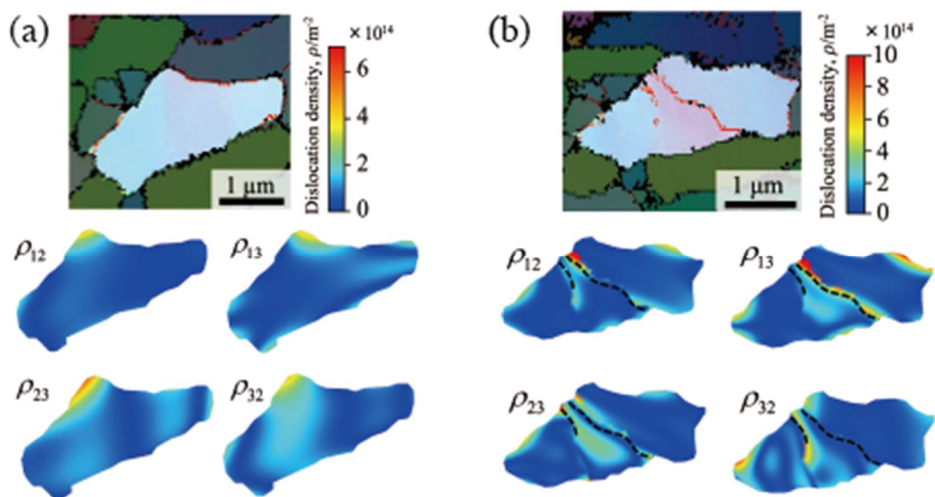 (a)
Dislocation density, ρ/m⁻²
× 10¹⁴
6
4
2
0
1 μm
ρ₁₂
ρ₁₃
ρ₂₃
ρ₃₂
(b)
Dislocation density, ρ/m⁻²
× 10¹⁴
10
8
6
4
2
0
1 μm
ρ₁₂
ρ₁₃
ρ₂₃
ρ₃₂